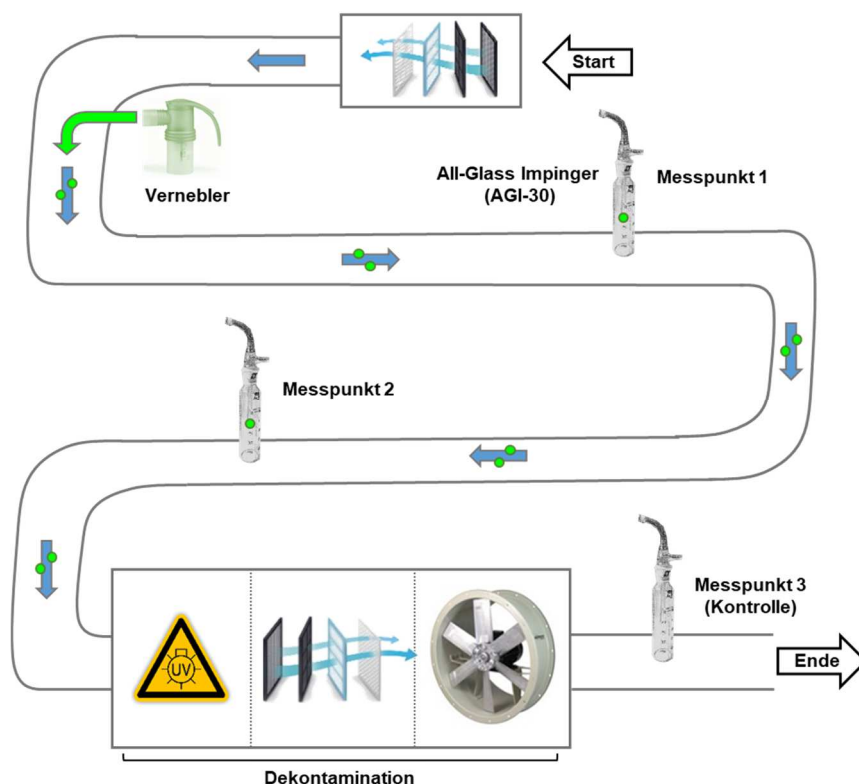 Start
Vernebler
All-Glass Impinger
(AGI-30)
Messpunkt 1
Messpunkt 2
Messpunkt 3
(Kontrolle)
UV
Ende
Dekontamination